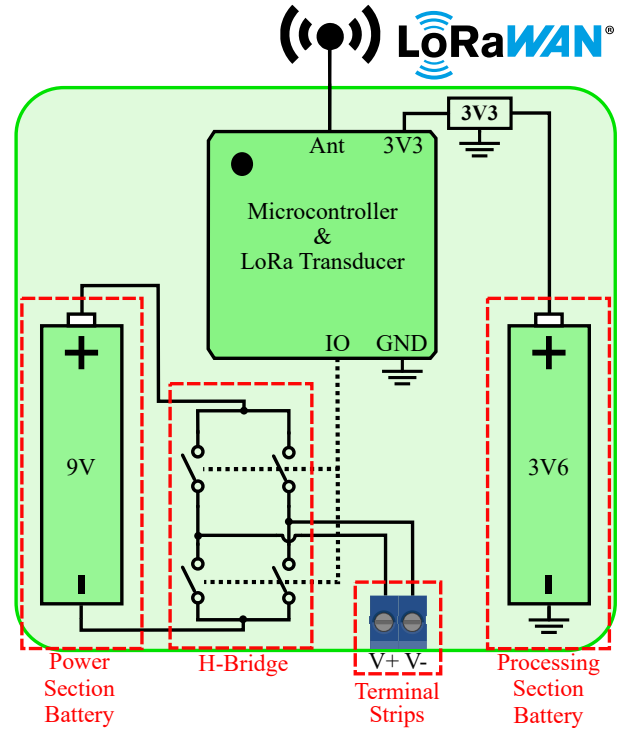 LoRaWAN®
3V3
Ant
3V3
Microcontroller
&
LoRa Transducer
IO
GND
9V
3V6
V+
V-
Power
Section
Battery
H-Bridge
Terminal
Strips
Processing
Section
Battery